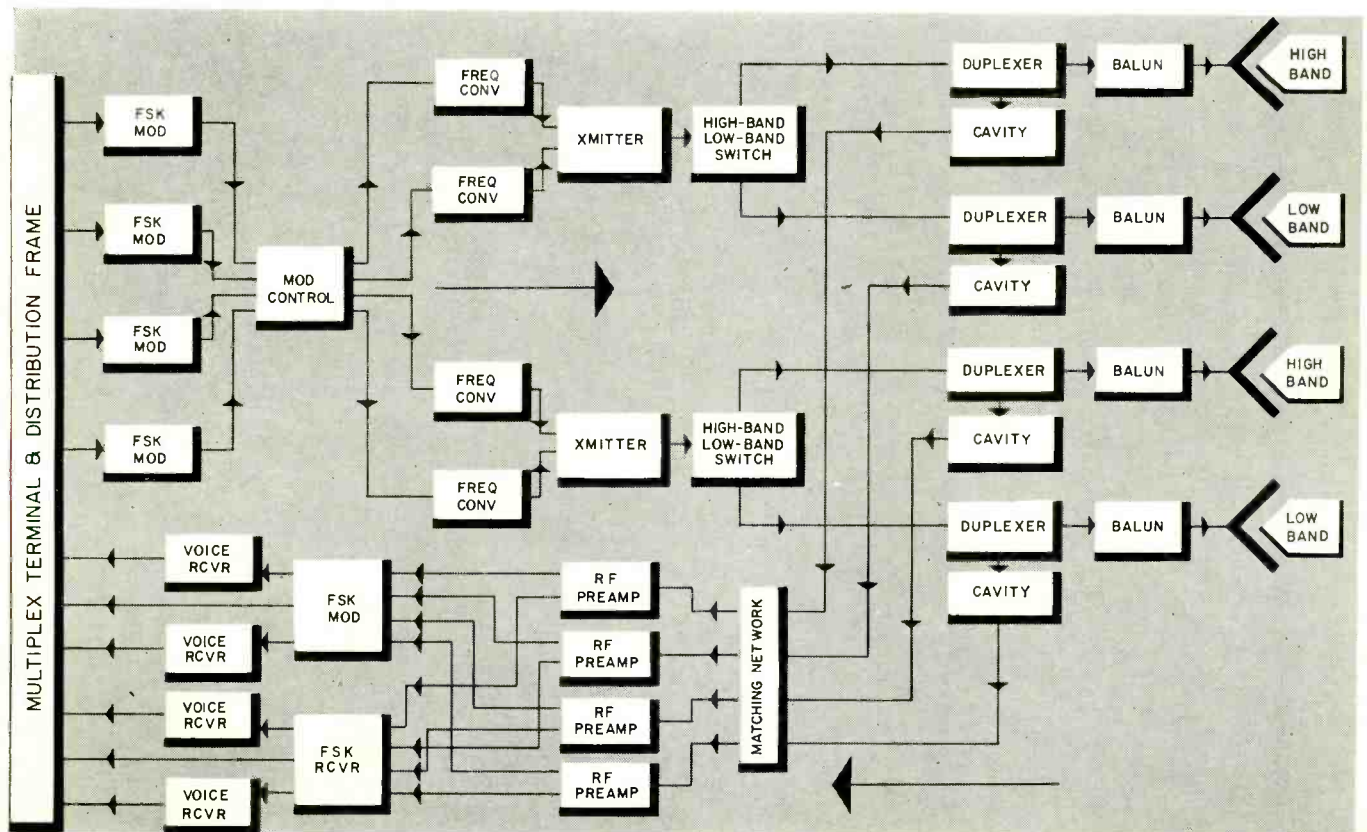 MULTIPLEX TERMINAL & DISTRIBUTION FRAME
FSK
MOD
FSK
MOD
FSK
MOD
FSK
MOD
MOD
CONTROL
FREQ
CONV
FREQ
CONV
FREQ
CONV
FREQ
CONV
XMITTER
XMITTER
HIGH-BAND
LOW-BAND
SWITCH
HIGH-BAND
LOW-BAND
SWITCH
DUPLEXER
BALUN
HIGH
BAND
CAVITY
DUPLEXER
BALUN
LOW
BAND
CAVITY
DUPLEXER
BALUN
HIGH
BAND
CAVITY
DUPLEXER
BALUN
LOW
BAND
CAVITY
VOICE
RCVR
VOICE
RCVR
VOICE
RCVR
VOICE
RCVR
FSK
MOD
FSK
RCVR
RF
PREAMP
RF
PREAMP
RF
PREAMP
RF
PREAMP
MATCHING NETWORK